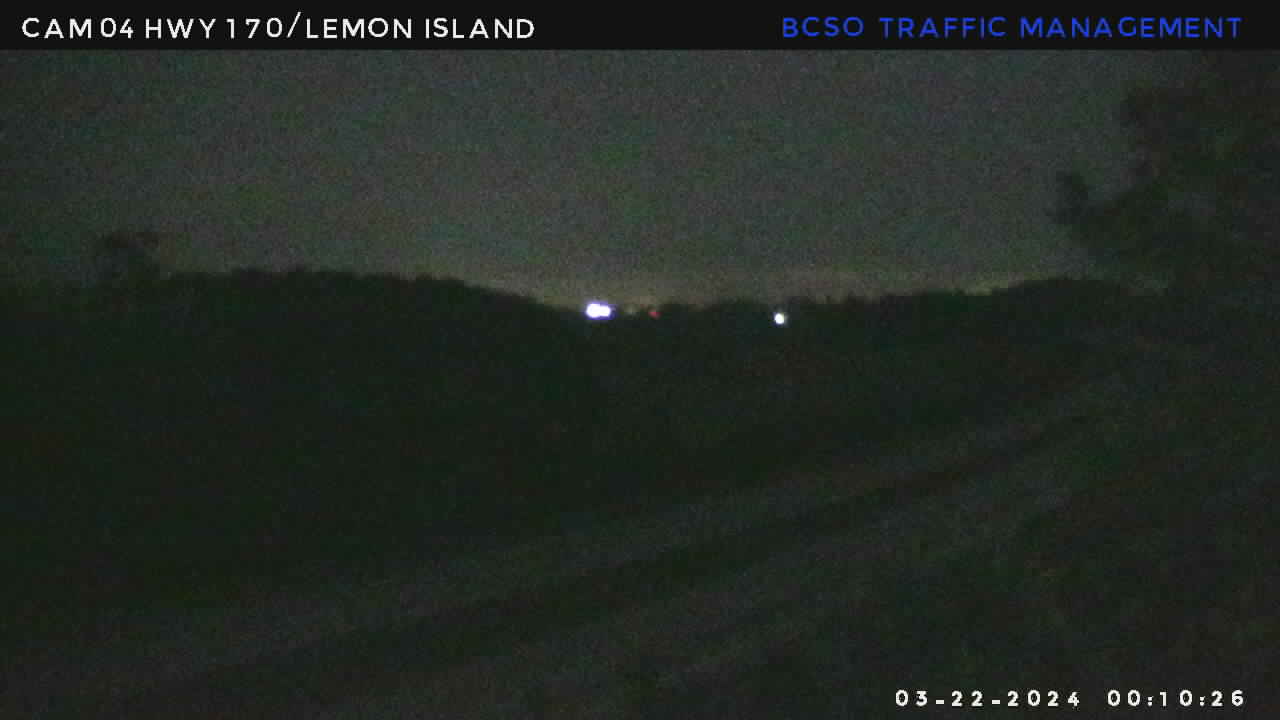 CAM04 HWY 170/LEMON ISLAND
BCSO TRAFFIC MANAGEMENT
03-22-2024 00:10:26